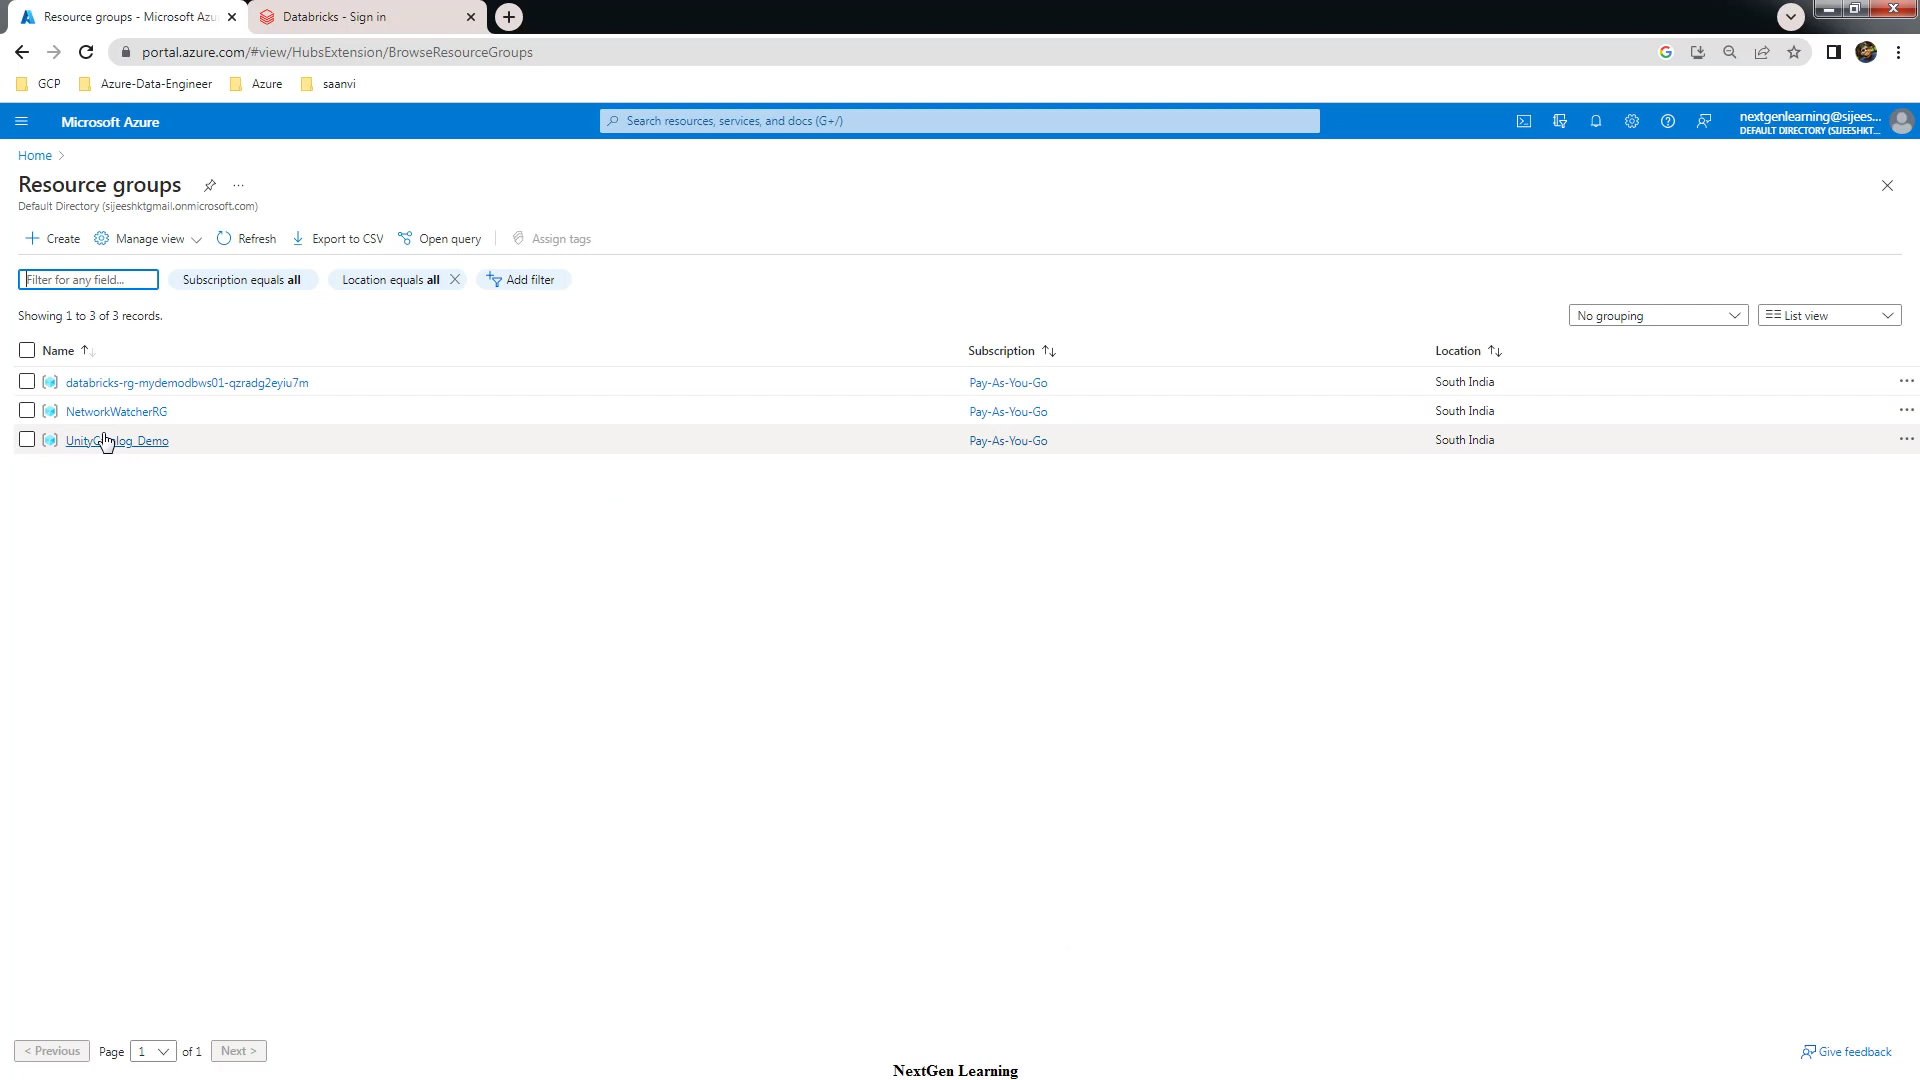 Resource groups - Microsoft Azu
Databricks - Sign in
portal.azure.com/#view/HubsExtension/BrowseResourceGroups
GCP
Azure-Data-Engineer
Azure
saanvi
Microsoft Azure
Search resources, services, and docs (G+/)
nextgenlearning@sijees...
DEFAULT DIRECTORY (SIJEESHKT...
Home
Resource groups
Default Directory (sijeeshktgmail.onmicrosoft.com)
Create
Manage view
Refresh
Export to CSV
Open query
Assign tags
Filter for any field...
Subscription equals all
Location equals all
Add filter
Showing 1 to 3 of 3 records.
No grouping
List view
Name
Subscription
Location
databricks-rg-mydemodbws01-qzradg2eyiu7m
Pay-As-You-Go
South India
NetworkWatcherRG
Pay-As-You-Go
South India
Pay-As-You-Go
South India
< Previous
Page
1
of 1
Next >
Give feedback
NextGen Learning